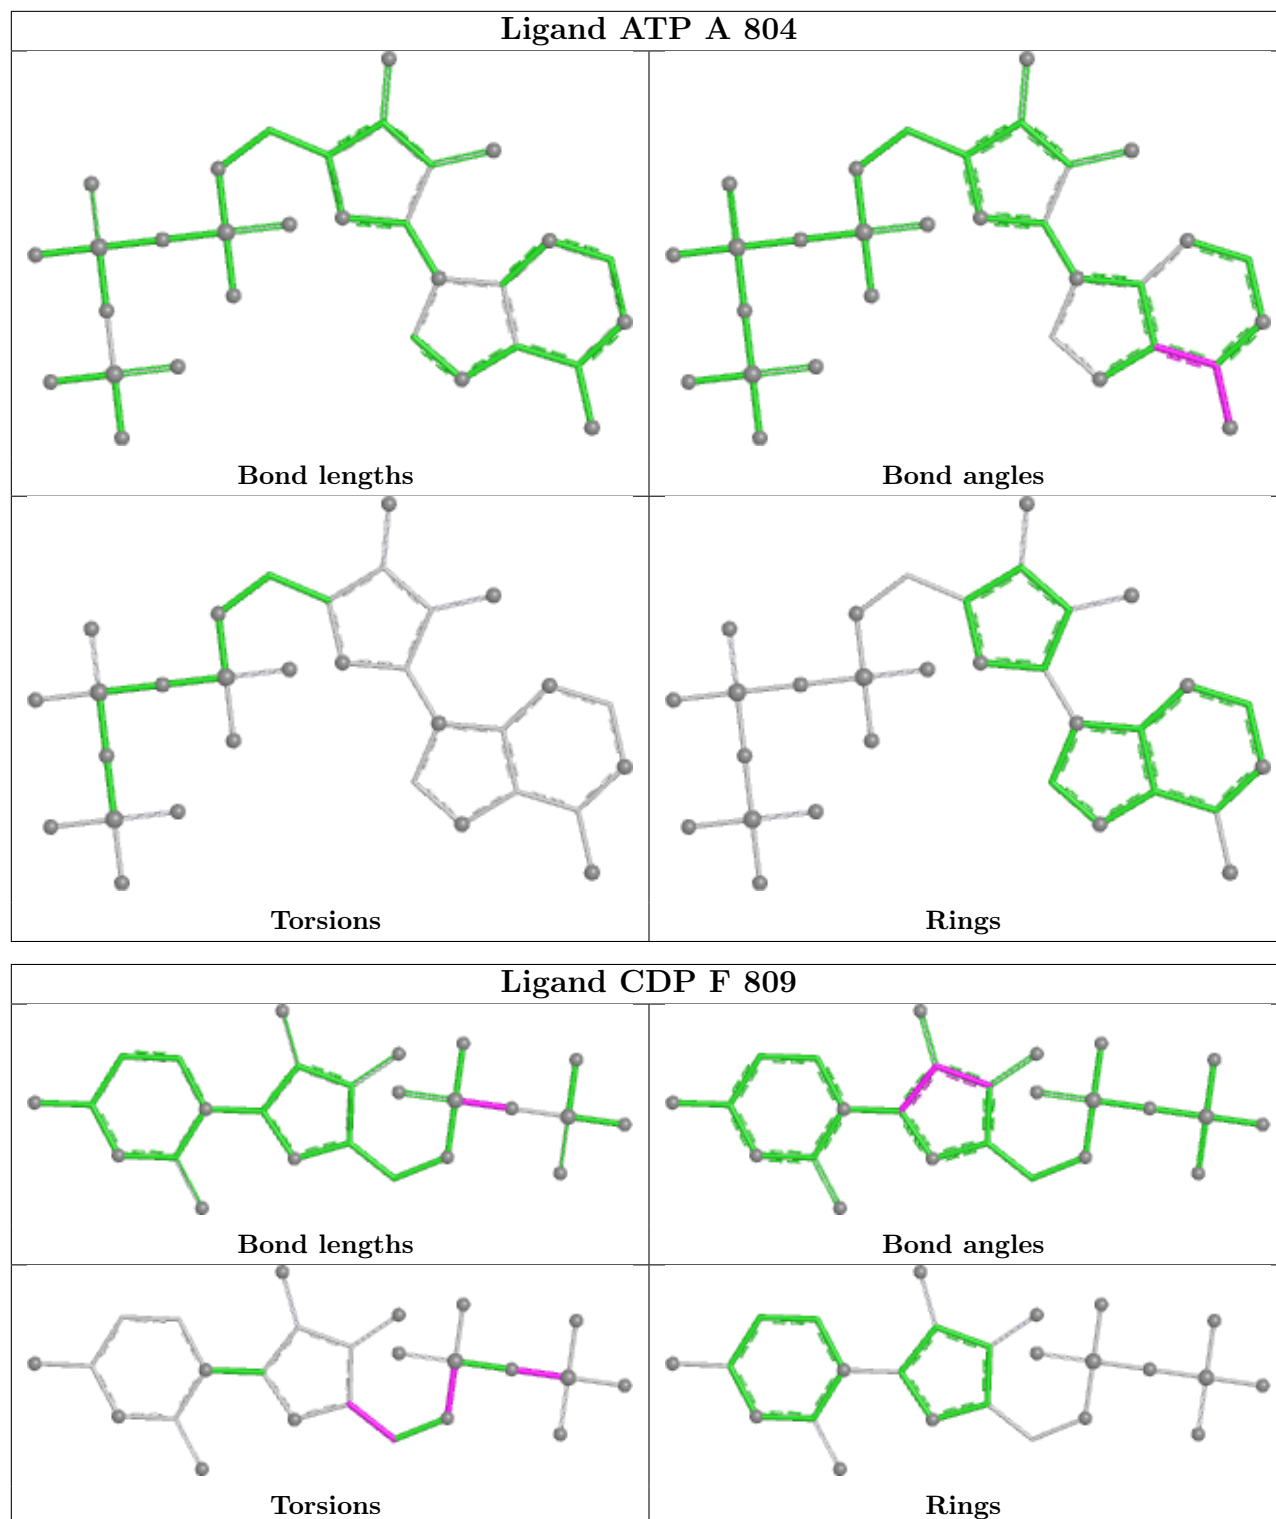 Ligand ATP A 804
Bond lengths
Bond angles
Torsions
Rings
Ligand CDP F 809
Bond lengths
Bond angles
Torsions
Rings